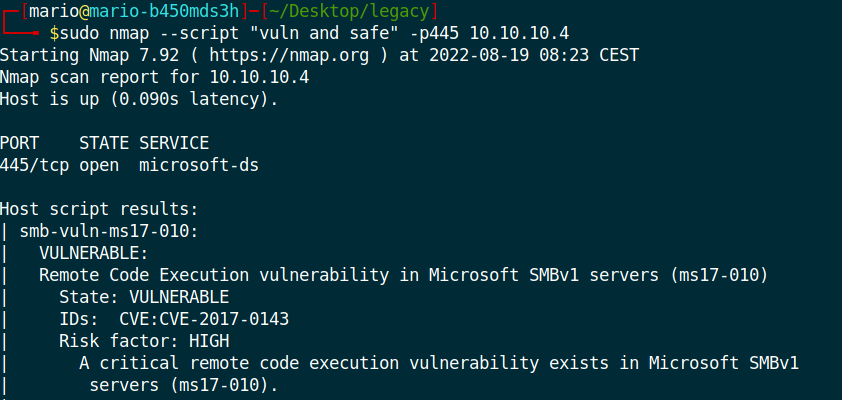 ┌─[mario@mario-b450mds3h]─[~/Desktop/legacy]
└──╼ $sudo nmap --script "vuln and safe" -p445 10.10.10.4
Starting Nmap 7.92 ( https://nmap.org ) at 2022-08-19 08:23 CEST
Nmap scan report for 10.10.10.4
Host is up (0.090s latency).

PORT    STATE SERVICE
445/tcp open  microsoft-ds

Host script results:
| smb-vuln-ms17-010:
|   VULNERABLE:
|   Remote Code Execution vulnerability in Microsoft SMBv1 servers (ms17-010)
|     State: VULNERABLE
|     IDs:  CVE:CVE-2017-0143
|     Risk factor: HIGH
|       A critical remote code execution vulnerability exists in Microsoft SMBv1
|        servers (ms17-010).